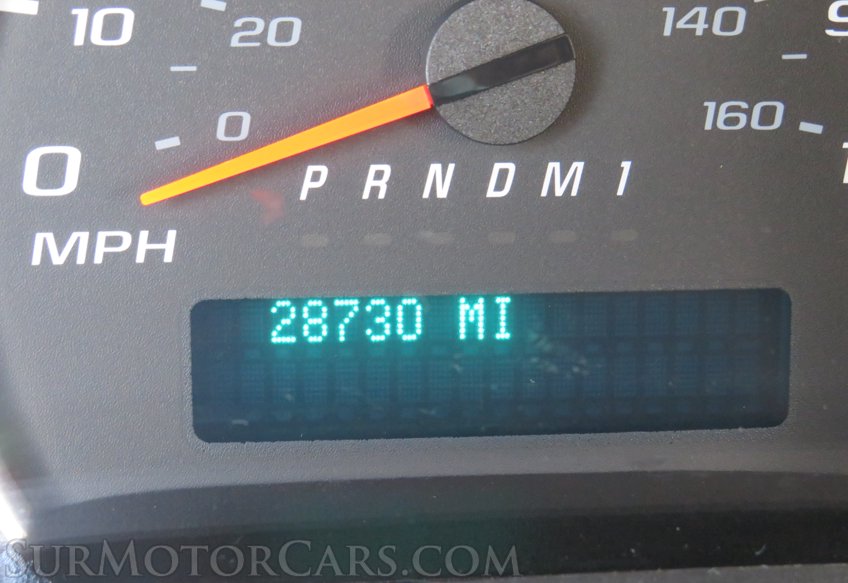 10 20 140
0 0 160
P R N D M 1
MPH
28730 MI
SURMOTORCARS.COM